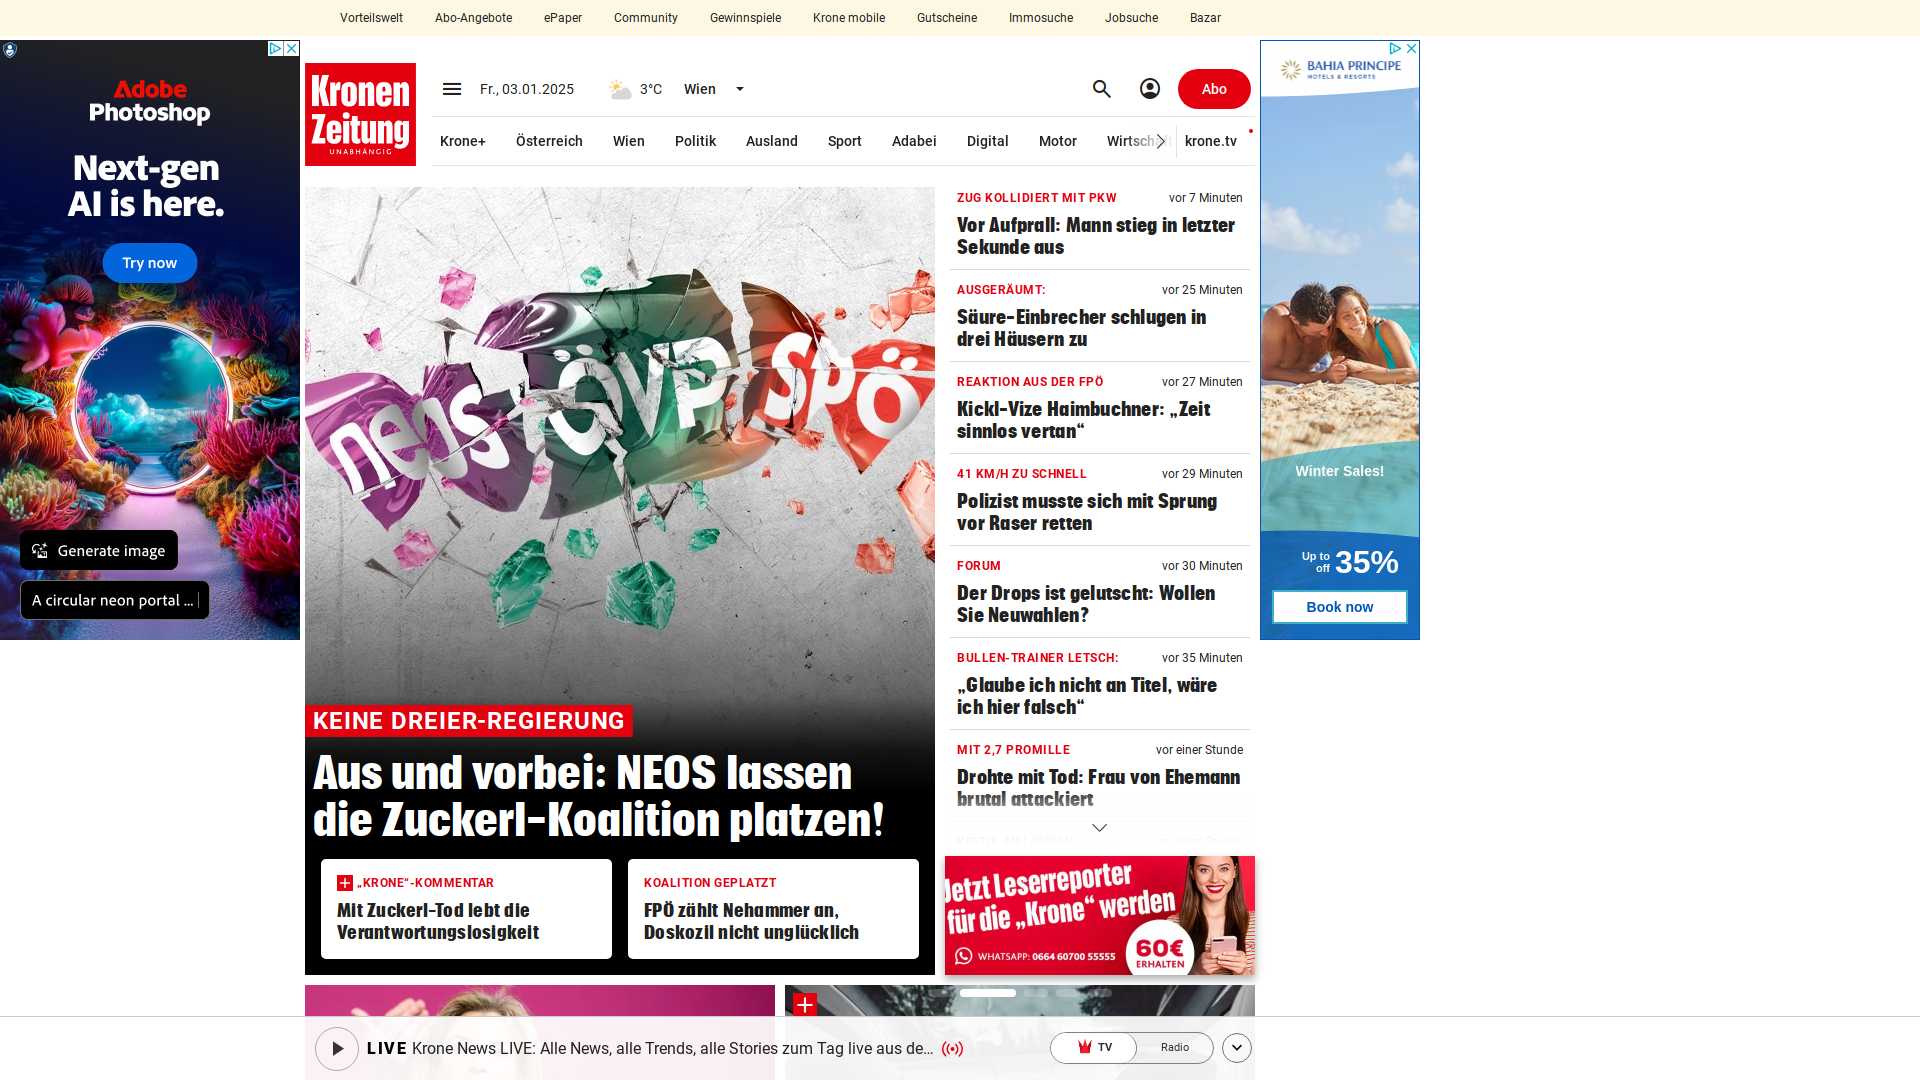 Vorteilswelt
Abo-Angebote
ePaper
Community
Gewinnspiele
Krone mobile
Gutscheine
Immosuche
Jobsuche
Bazar
Adobe
Photoshop
Next-gen
AI is here.
Try now
Generate image
A circular neon portal ...
Kronen
Zeitung
UNABHÄNGIG
Fr., 03.01.2025
3°C
Wien
Abo
Krone+
Österreich
Wien
Politik
Ausland
Sport
Adabei
Digital
Motor
Wirtschaft
krone.tv
neos ÖVP SPÖ
KEINE DREIER-REGIERUNG
Aus und vorbei: NEOS lassen
die Zuckerl-Koalition platzen!
„KRONE“-KOMMENTAR
Mit Zuckerl-Tod lebt die
Verantwortungslosigkeit
KOALITION GEPLATZT
FPÖ zählt Nehammer an,
Doskozil nicht unglücklich
ZUG KOLLIDIERT MIT PKW
vor 7 Minuten
Vor Aufprall: Mann stieg in letzter
Sekunde aus
AUSGERÄUMT:
vor 25 Minuten
Säure-Einbrecher schlugen in
drei Häusern zu
REAKTION AUS DER FPÖ
vor 27 Minuten
Kickl-Vize Haimbuchner: „Zeit
sinnlos vertan“
41 KM/H ZU SCHNELL
vor 29 Minuten
Polizist musste sich mit Sprung
vor Raser retten
FORUM
vor 30 Minuten
Der Drops ist gelutscht: Wollen
Sie Neuwahlen?
BULLEN-TRAINER LETSCH:
vor 35 Minuten
„Glaube ich nicht an Titel, wäre
ich hier falsch“
MIT 2,7 PROMILLE
vor einer Stunde
Drohte mit Tod: Frau von Ehemann
brutal attackiert
Jetzt Leserreporter
für die „Krone“ werden
WHATSAPP: 0664 60700 55555
60€
ERHALTEN
BAHIA PRINCIPE
HOTELS & RESORTS
Winter Sales!
Up to
off
35%
Book now
LIVE Krone News LIVE: Alle News, alle Trends, alle Stories zum Tag live aus de...
TV
Radio